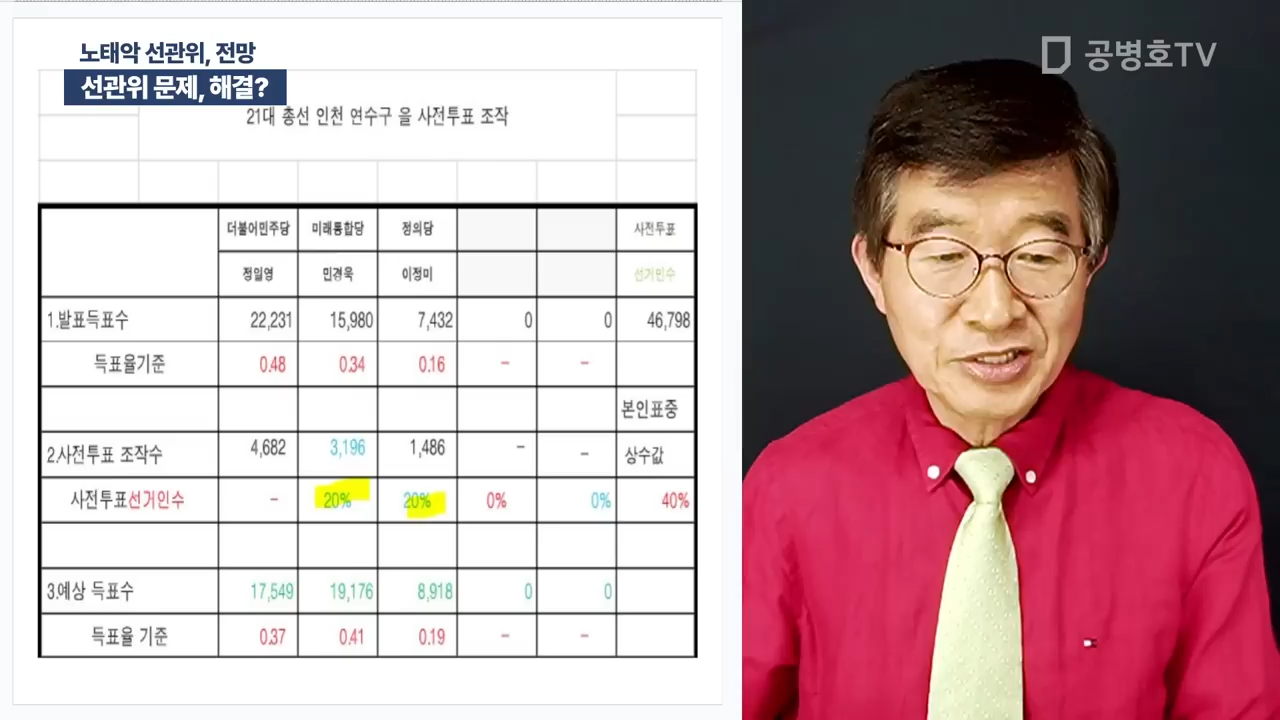 노태악 선관위, 전망
선관위 문제, 해결?
공병호TV
21대 총선 인천 연수구 을 사전투표 조작
더불어민주당 미래통합당 정의당 사전투표
정일영 민경욱 이정미 선거인수
1.발표득표수 22,231 15,980 7,432 0 0 46,798
득표율기준 0.48 0.34 0.16 – –
본인표중
2.사전투표 조작수 4,682 3,196 1,486 – – 상수값
사전투표선거인수 – 20% 20% 0% 0% 40%
3.예상 득표수 17,549 19,176 8,918 0 0
득표율 기준 0.37 0.41 0.19 – –